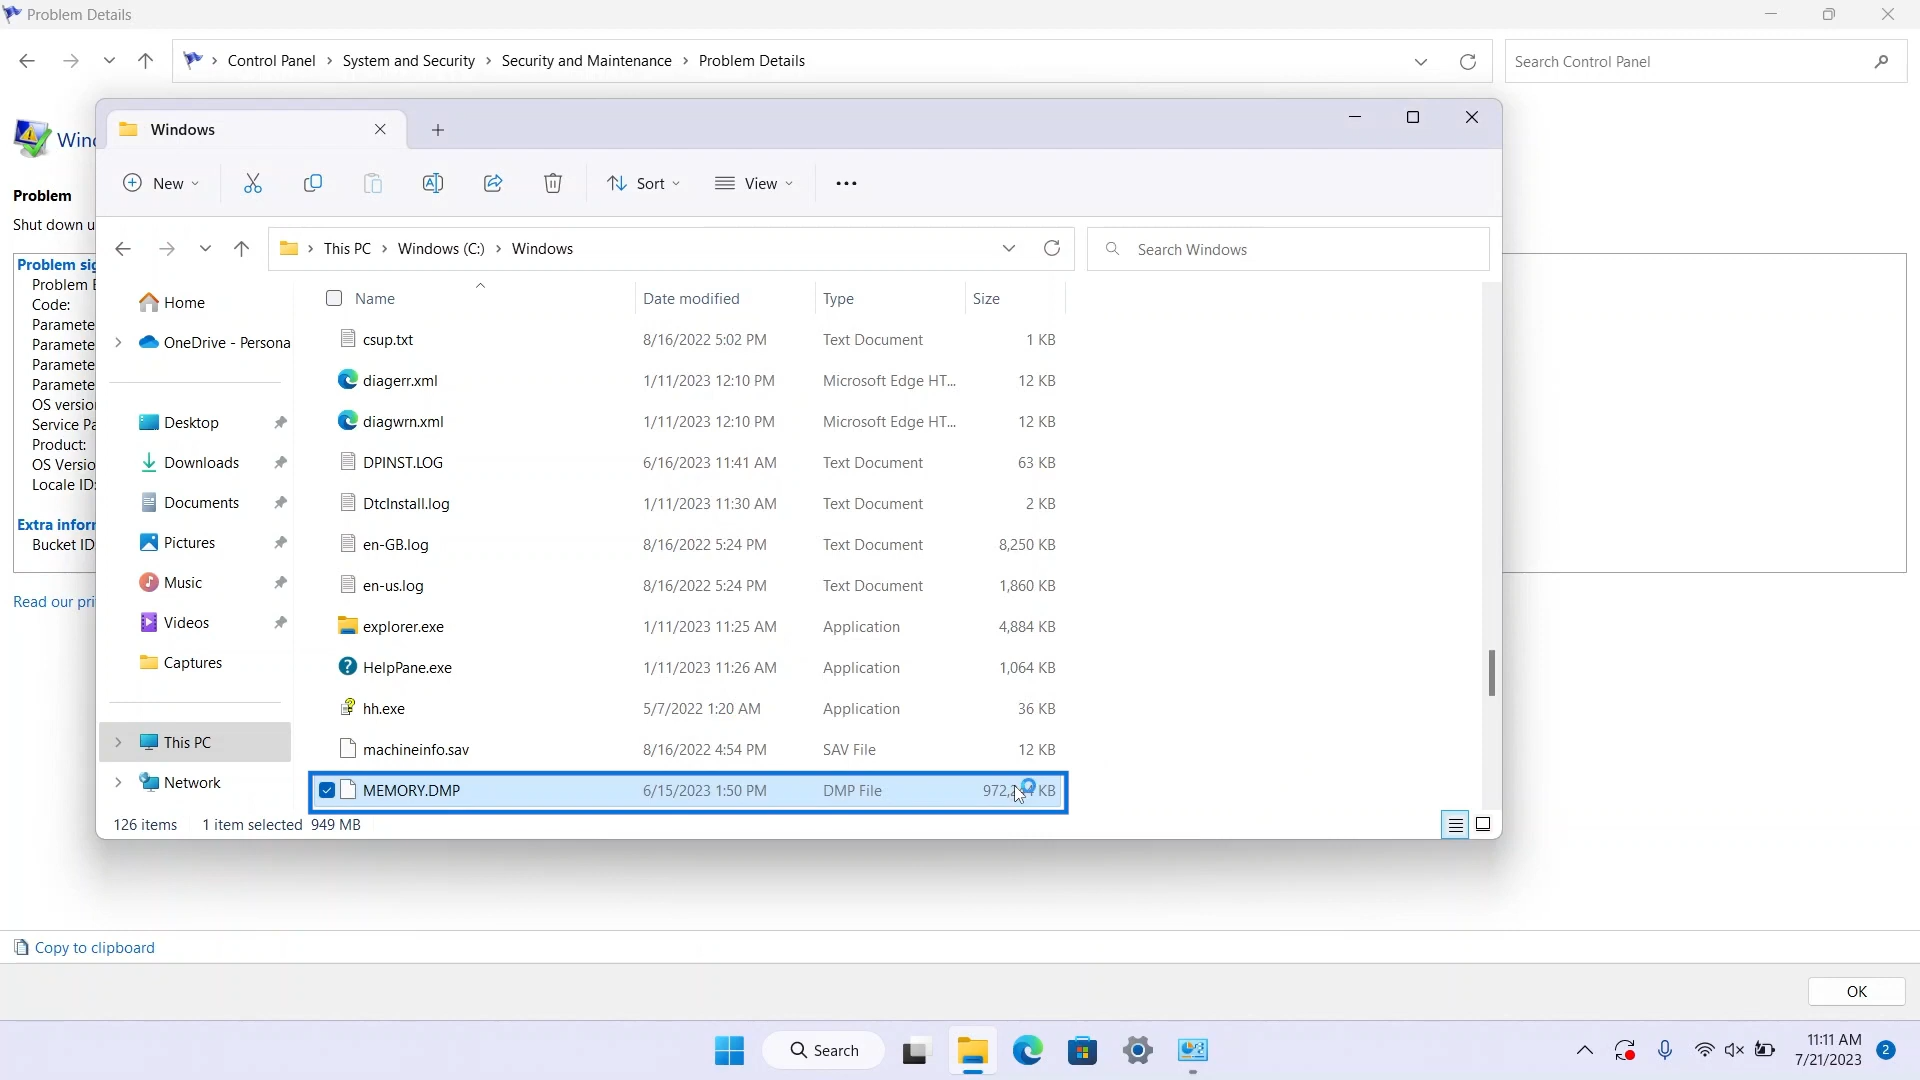 Problem Details
Control Panel > System and Security > Security and Maintenance > Problem Details
Search Control Panel
Windows
Problem
Shut down
Problem
Problem
Code:
OS
Service
Product:
OS
Locale ID:
Extra
Bucket ID
Read our
New
Sort
View
This PC > Windows (C:) > Windows
Search Windows
Home
OneDrive - Persona
Desktop
Downloads
Documents
Pictures
Music
Videos
Captures
This PC
Network
Name Date modified Type Size
csup.txt 8/16/2022 5:02 PM Text Document 1 KB
diagerr.xml 1/11/2023 12:10 PM Microsoft Edge HT... 12 KB
diagwrn.xml 1/11/2023 12:10 PM Microsoft Edge HT... 12 KB
DPINST.LOG 6/16/2023 11:41 AM Text Document 63 KB
DtcInstall.log 1/11/2023 11:30 AM Text Document 2 KB
en-GB.log 8/16/2022 5:24 PM Text Document 8,250 KB
en-us.log 8/16/2022 5:24 PM Text Document 1,860 KB
explorer.exe 1/11/2023 11:25 AM Application 4,884 KB
HelpPane.exe 1/11/2023 11:26 AM Application 1,064 KB
hh.exe 5/7/2022 1:20 AM Application 36 KB
machineinfo.sav 8/16/2022 4:54 PM SAV File 12 KB
MEMORY.DMP 6/15/2023 1:50 PM DMP File KB
126 items 1 item selected 949 MB
Copy to clipboard
OK
Search
11:11 AM
7/21/2023
2